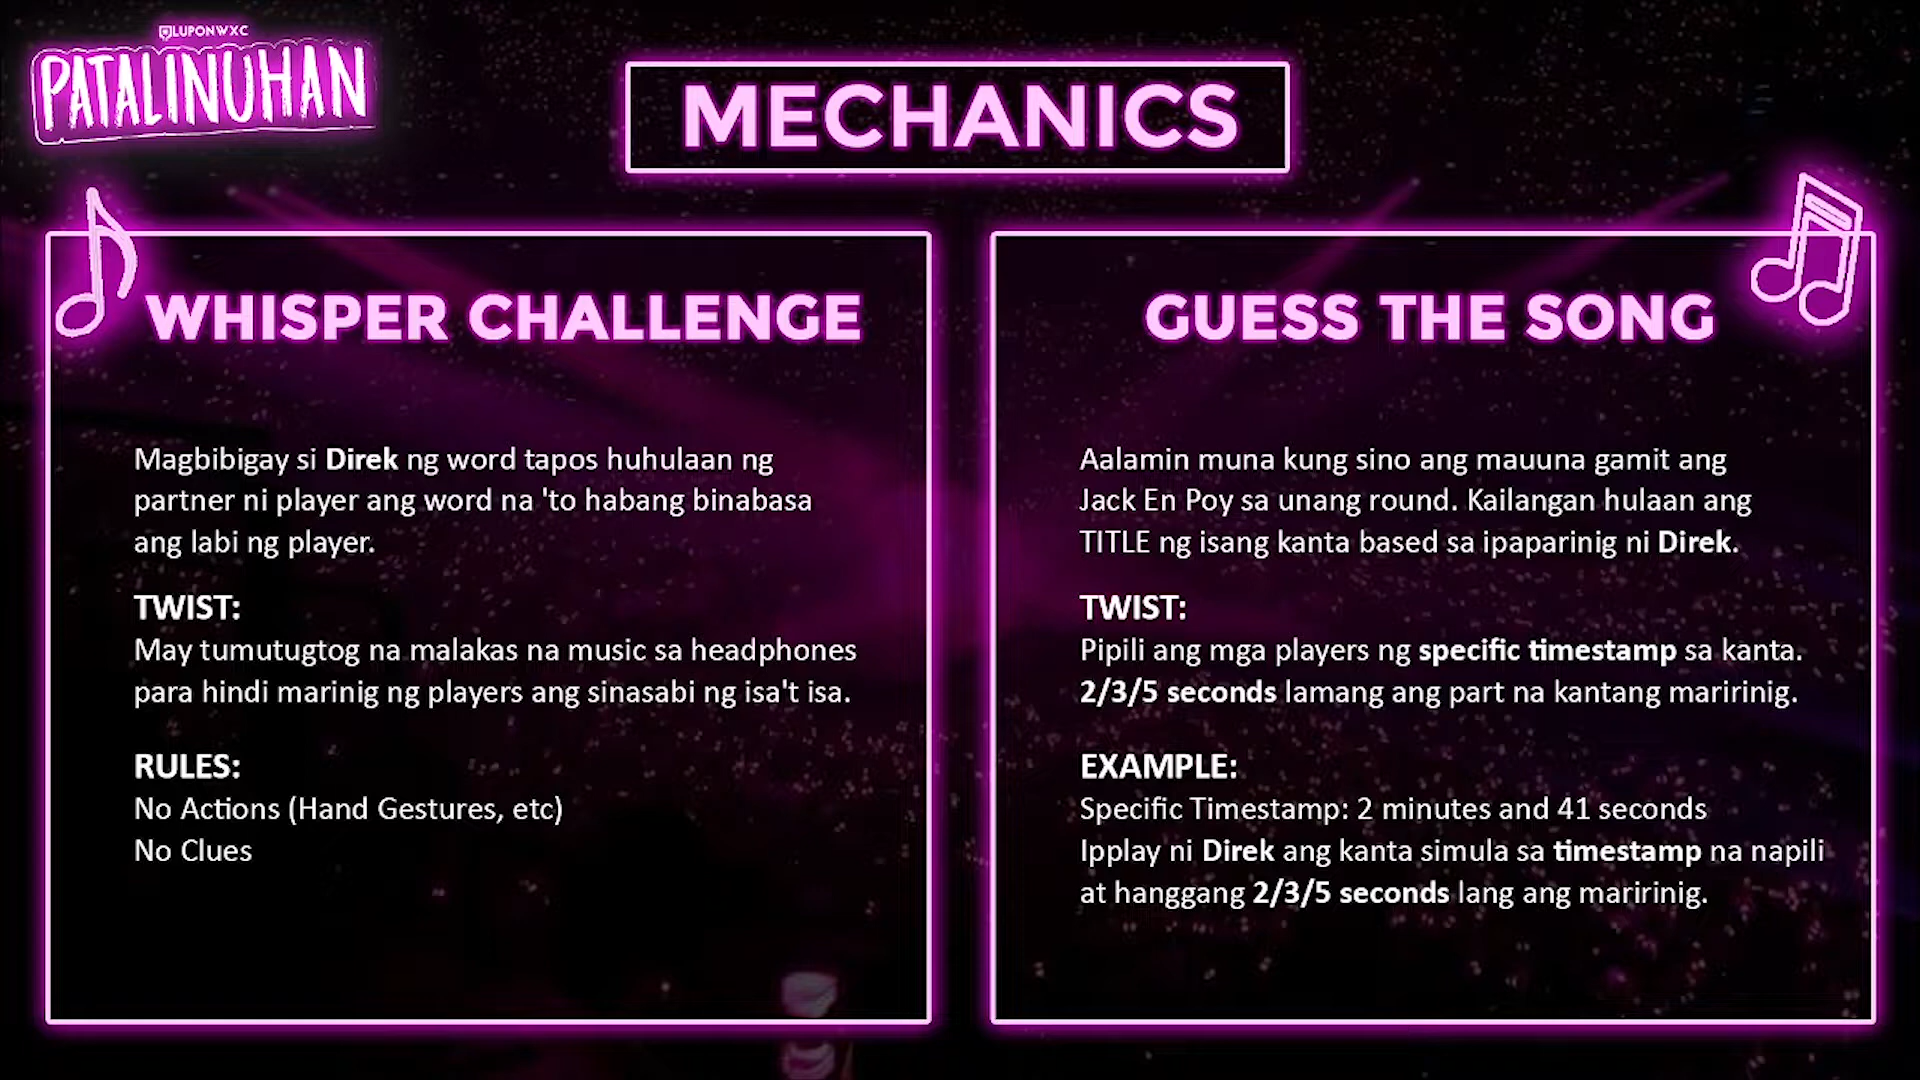 LUPONWXC
PATALINUHAN
MECHANICS
WHISPER CHALLENGE
Magbibigay si Direk ng word tapos huhulaan ng
partner ni player ang word na 'to habang binabasa
ang labi ng player.
TWIST:
May tumutugtog na malakas na music sa headphones
para hindi marinig ng players ang sinasabi ng isa't isa.
RULES:
No Actions (Hand Gestures, etc)
No Clues
GUESS THE SONG
Aalamin muna kung sino ang mauuna gamit ang
Jack En Poy sa unang round. Kailangan hulaan ang
TITLE ng isang kanta based sa ipaparinig ni Direk.
TWIST:
Pipili ang mga players ng specific timestamp sa kanta.
2/3/5 seconds lamang ang part na kantang maririnig.
EXAMPLE:
Specific Timestamp: 2 minutes and 41 seconds
Ipplay ni Direk ang kanta simula sa timestamp na napili
at hanggang 2/3/5 seconds lang ang maririnig.